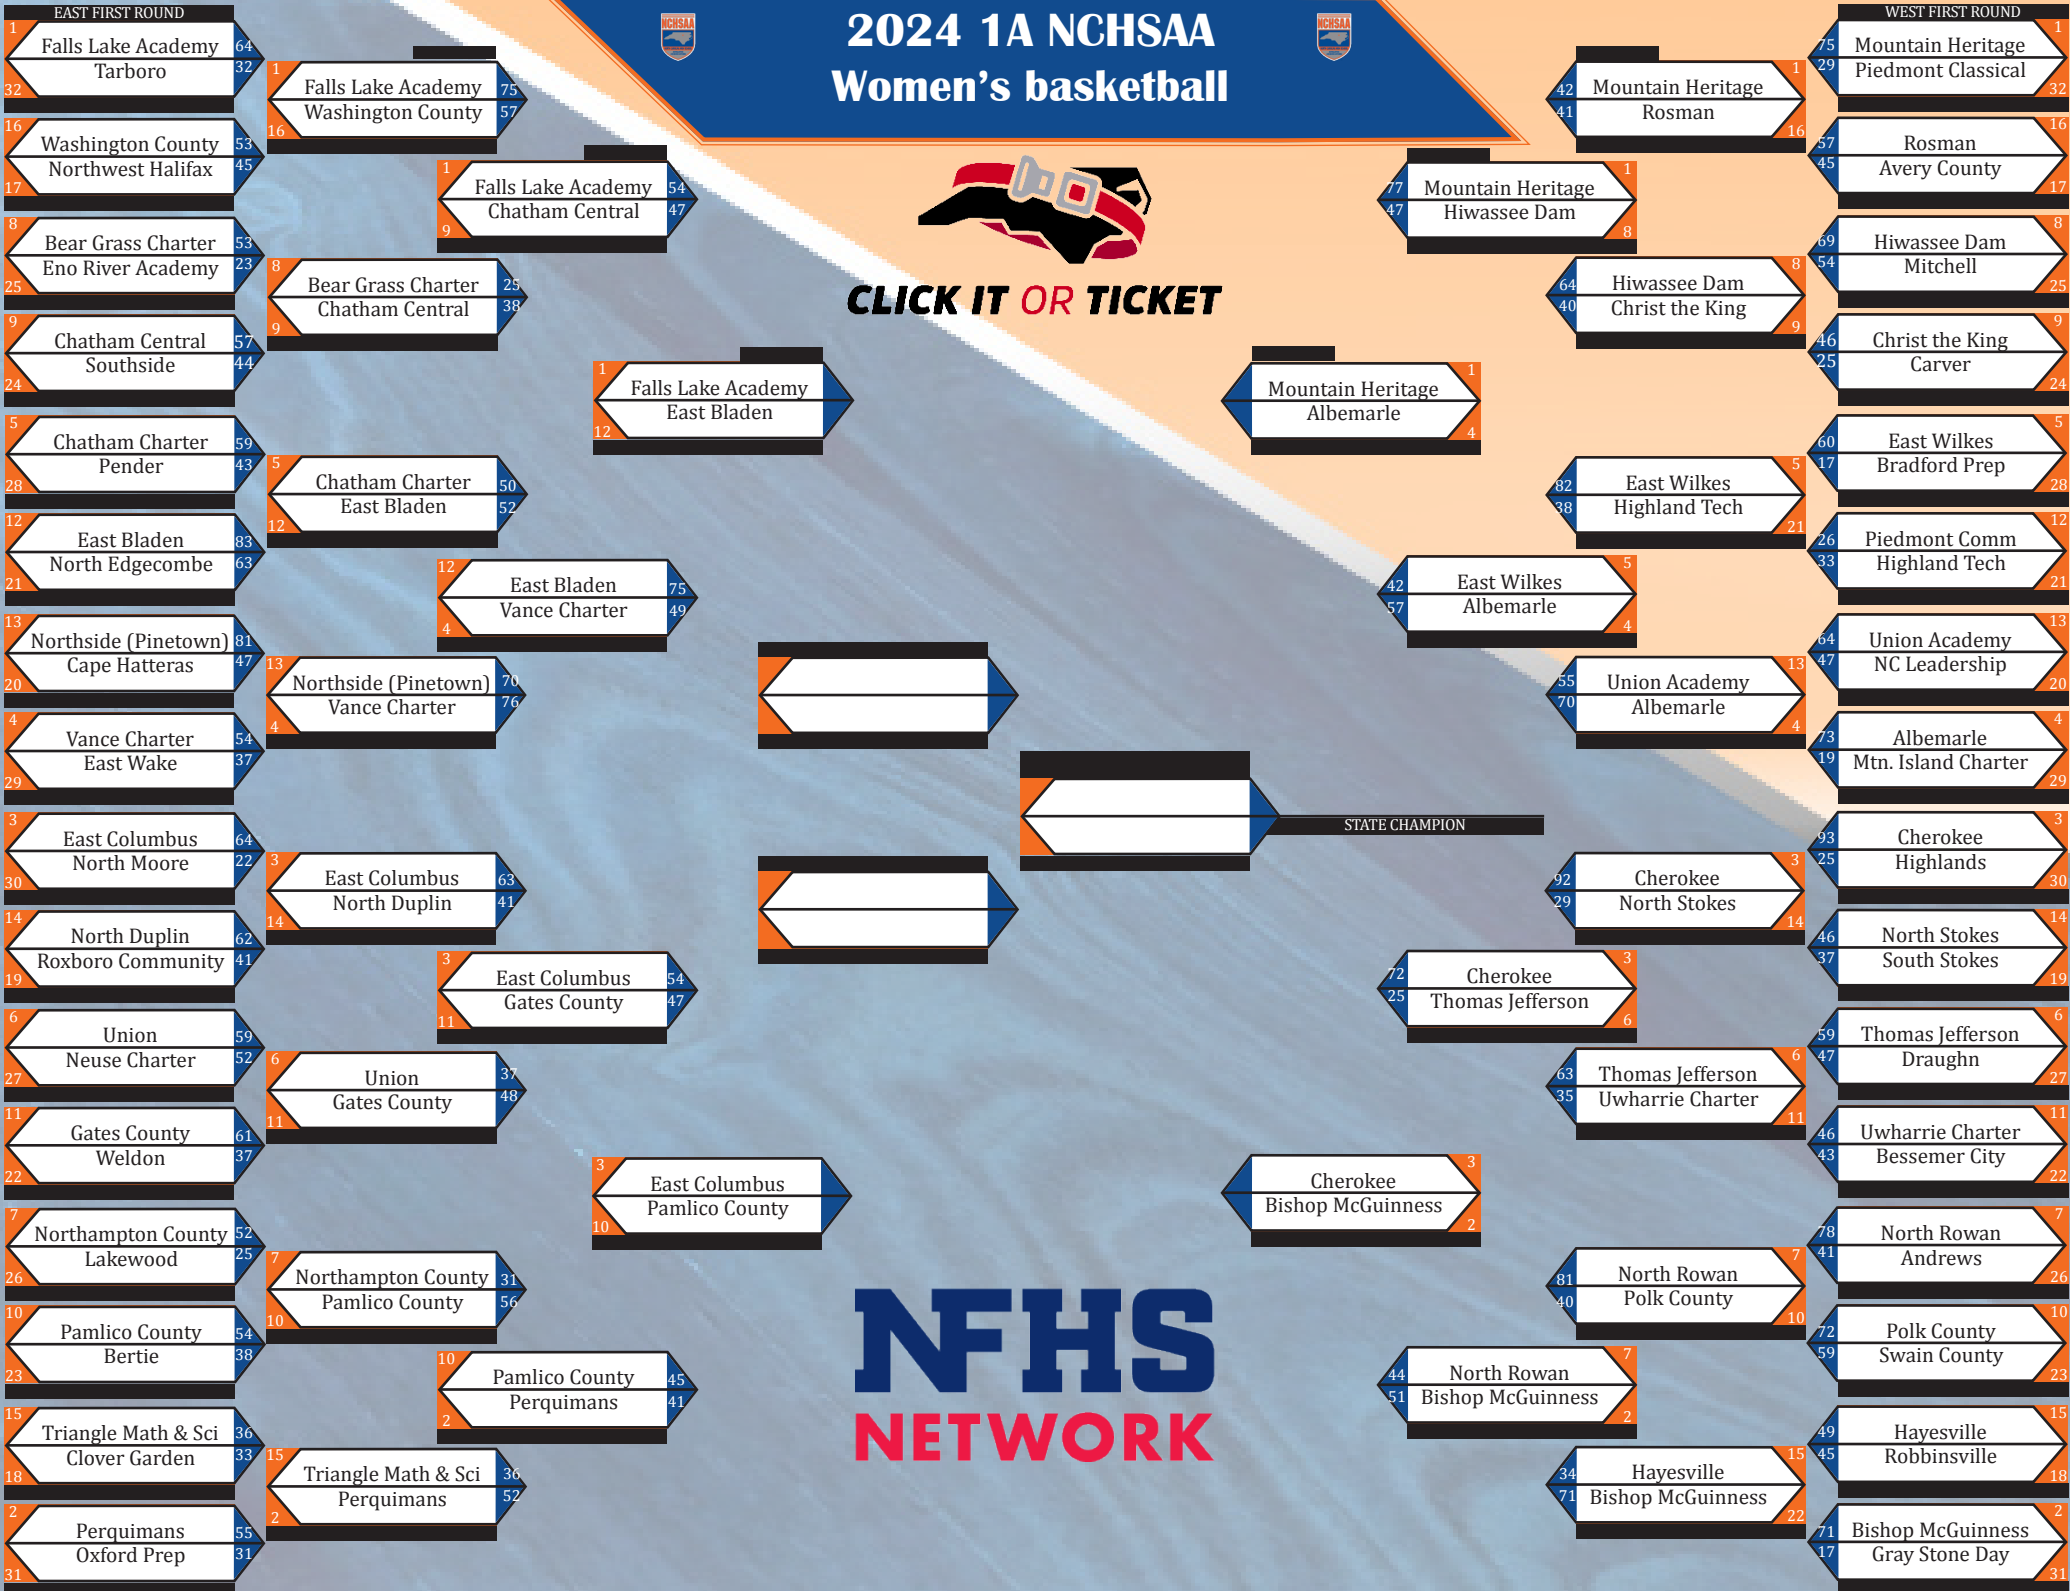 2024 1A NCHSAA
Women's basketball
NCHSAA
NCHSAA
CLICK IT OR TICKET
EAST FIRST ROUND
1
Falls Lake Academy 64
Tarboro 32
32
16
Washington County 53
Northwest Halifax 45
17
8
Bear Grass Charter 53
Eno River Academy 23
25
9
Chatham Central 57
Southside 44
24
5
Chatham Charter 59
Pender 43
28
12
East Bladen 83
North Edgecombe 63
21
13
Northside (Pinetown) 81
Cape Hatteras 47
20
4
Vance Charter 54
East Wake 37
29
3
East Columbus 64
North Moore 22
30
14
North Duplin 62
Roxboro Community 41
19
6
Union 59
Neuse Charter 52
27
11
Gates County 61
Weldon 37
22
7
Northampton County 52
Lakewood 25
26
10
Pamlico County 54
Bertie 38
23
15
Triangle Math & Sci 36
Clover Garden 33
18
2
Perquimans 55
Oxford Prep 31
31
1
Falls Lake Academy 75
Washington County 57
16
8
Bear Grass Charter 25
Chatham Central 38
9
5
Chatham Charter 50
East Bladen 52
12
13
Northside (Pinetown) 70
Vance Charter 76
4
3
East Columbus 63
North Duplin 41
14
6
Union 37
Gates County 48
11
7
Northampton County 31
Pamlico County 56
10
15
Triangle Math & Sci 36
Perquimans 52
2
1
Falls Lake Academy 54
Chatham Central 47
9
12
East Bladen 75
Vance Charter 49
4
3
East Columbus 54
Gates County 47
11
10
Pamlico County 45
Perquimans 41
2
1
Falls Lake Academy
East Bladen
12
3
East Columbus
Pamlico County
10
STATE CHAMPION
1
Mountain Heritage
Albemarle
4
3
Cherokee
Bishop McGuinness
2
1
77 Mountain Heritage
47 Hiwassee Dam
8
5
42 East Wilkes
57 Albemarle
4
3
72 Cherokee
25 Thomas Jefferson
6
7
44 North Rowan
51 Bishop McGuinness
2
1
42 Mountain Heritage
41 Rosman
16
8
64 Hiwassee Dam
40 Christ the King
9
5
82 East Wilkes
38 Highland Tech
21
13
55 Union Academy
70 Albemarle
4
3
92 Cherokee
29 North Stokes
14
6
63 Thomas Jefferson
35 Uwharrie Charter
11
7
81 North Rowan
40 Polk County
10
15
34 Hayesville
71 Bishop McGuinness
22
WEST FIRST ROUND
1
75 Mountain Heritage
29 Piedmont Classical
32
16
57 Rosman
45 Avery County
17
8
69 Hiwassee Dam
54 Mitchell
25
9
46 Christ the King
25 Carver
24
5
60 East Wilkes
17 Bradford Prep
28
12
26 Piedmont Comm
33 Highland Tech
21
13
64 Union Academy
47 NC Leadership
20
4
73 Albemarle
19 Mtn. Island Charter
29
3
93 Cherokee
25 Highlands
30
14
46 North Stokes
37 South Stokes
19
6
59 Thomas Jefferson
47 Draughn
27
11
46 Uwharrie Charter
43 Bessemer City
22
7
78 North Rowan
41 Andrews
26
10
72 Polk County
59 Swain County
23
15
49 Hayesville
45 Robbinsville
18
2
71 Bishop McGuinness
17 Gray Stone Day
31
NFHS
NETWORK